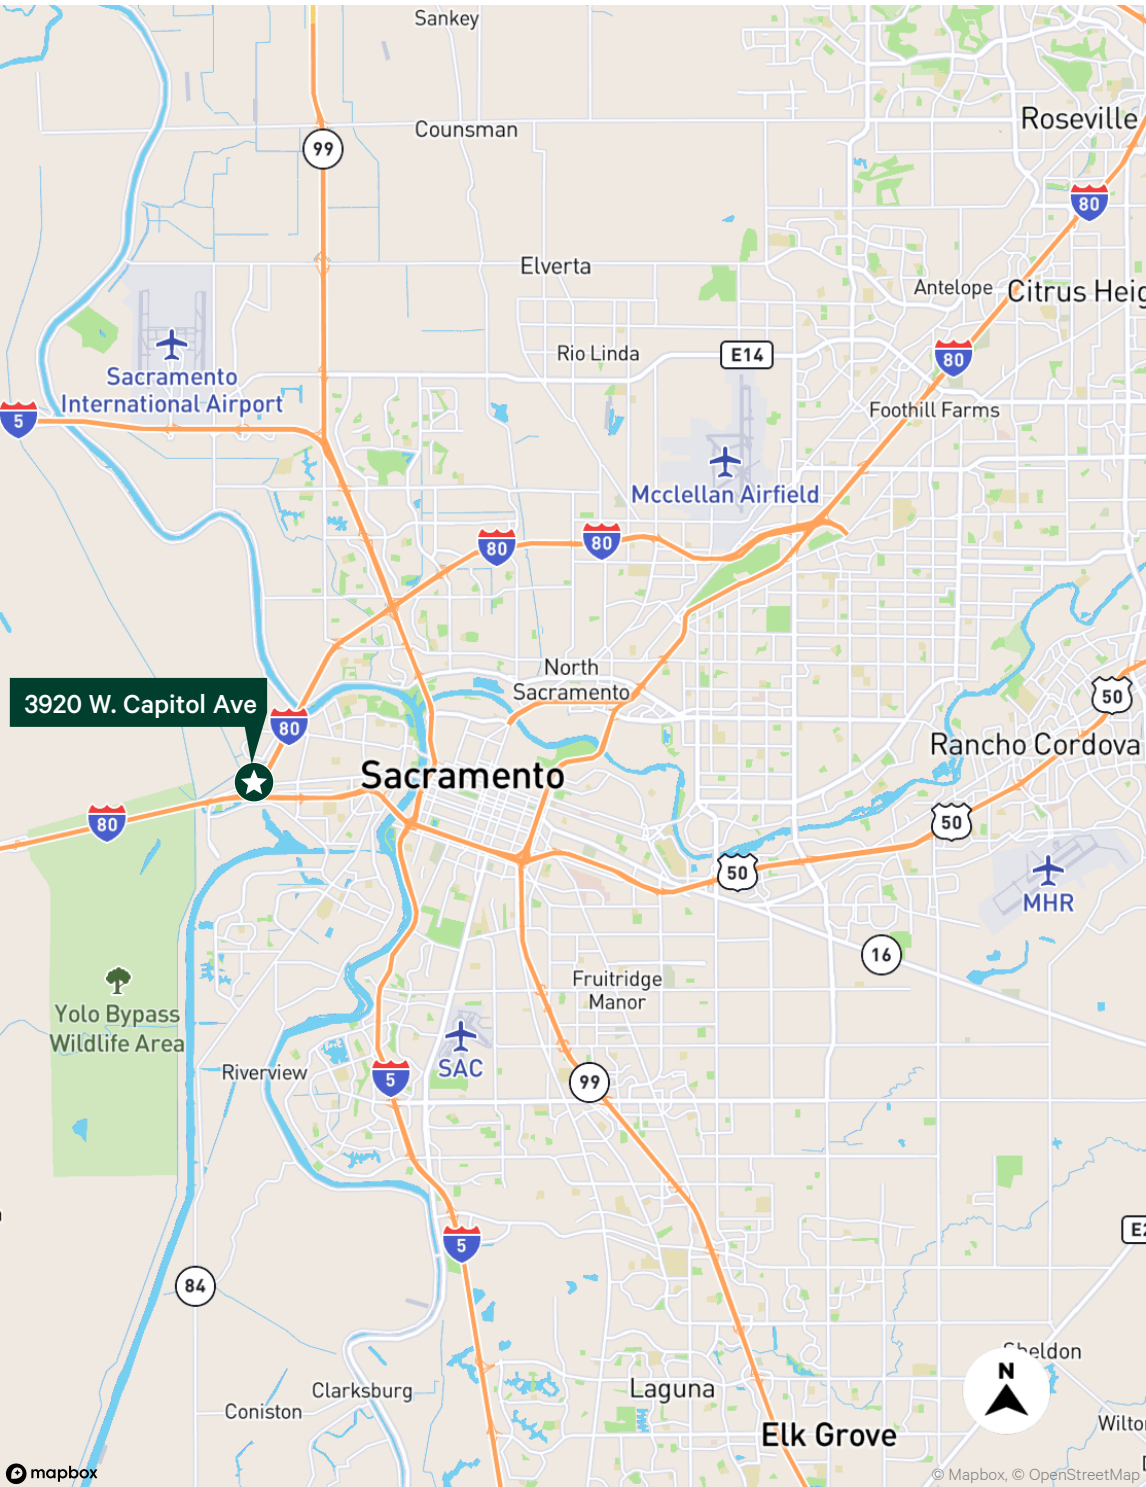 Sankey
Counsman
99
Roseville
80
Elverta
Antelope
Citrus Heig
Rio Linda
E14
80
Sacramento
International Airport
5
Foothill Farms
Mcclellan Airfield
80
80
North
Sacramento
50
3920 W. Capitol Ave
80
Rancho Cordova
Sacramento
80
50
50
MHR
16
Fruitridge
Manor
Yolo Bypass
Wildlife Area
SAC
Riverview
5
99
E2
5
84
Sheldon
N
Clarksburg
Laguna
Coniston
Elk Grove
Wilto
mapbox
© Mapbox, © OpenStreetMap